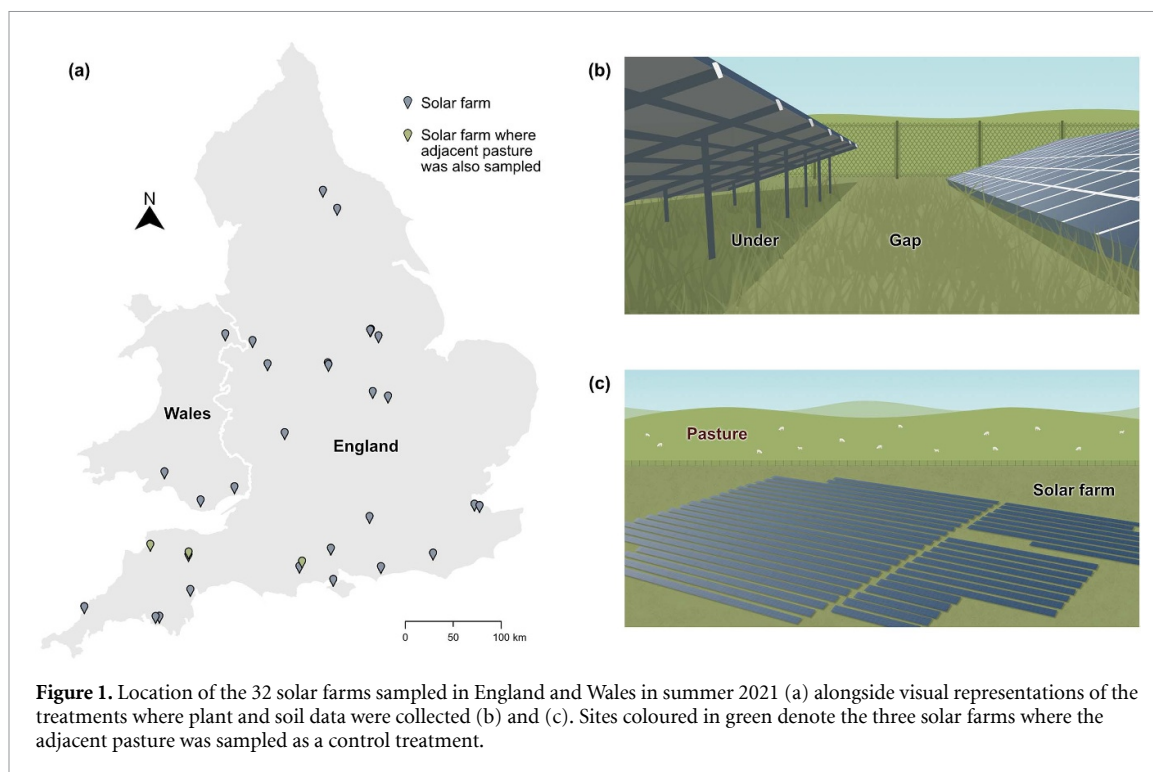 (a)
Solar farm
Solar farm where
adjacent pasture
was also sampled
N
Wales
England
0 50 100 km
(b)
Under
Gap
(c)
Pasture
Solar farm
Figure 1. Location of the 32 solar farms sampled in England and Wales in summer 2021 (a) alongside visual representations of the
treatments where plant and soil data were collected (b) and (c). Sites coloured in green denote the three solar farms where the
adjacent pasture was sampled as a control treatment.